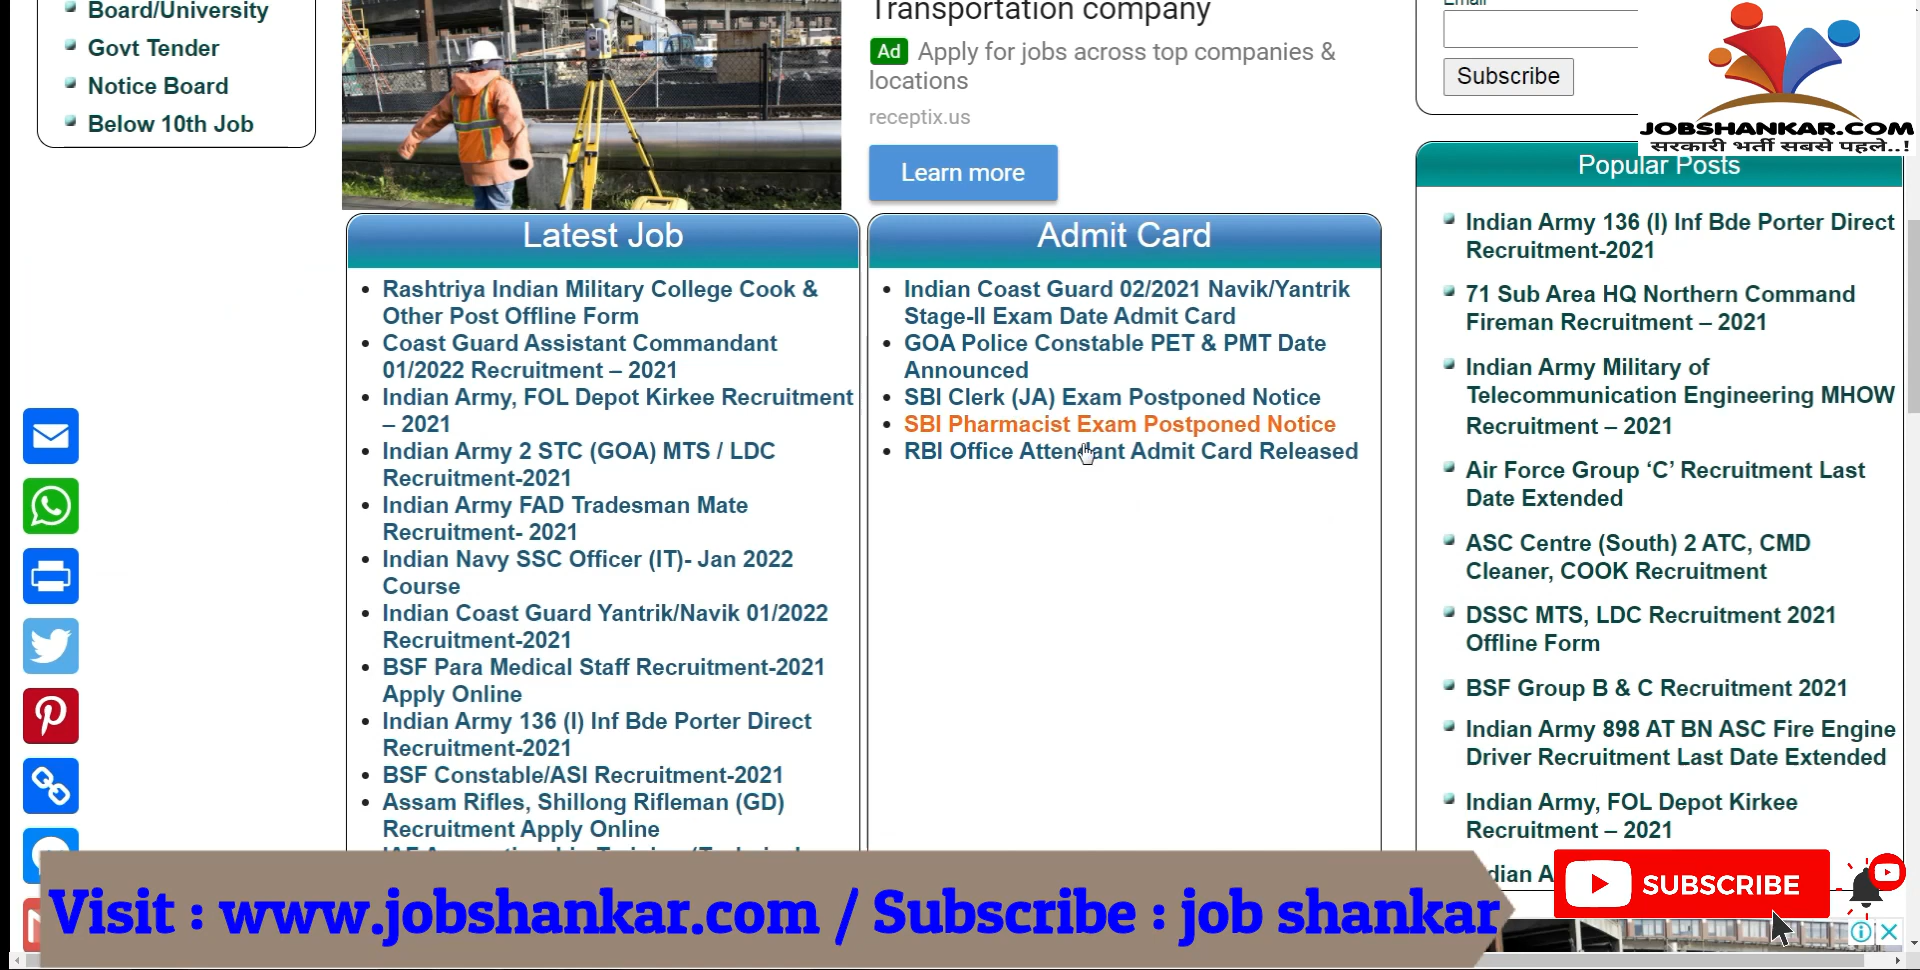 Board/University
Govt Tender
Notice Board
Below 10th Job
Transportation company
Ad Apply for jobs across top companies &
locations
receptix.us
Learn more
Email
Subscribe
JOBSHANKAR.COM
सरकारी भर्ती सबसे पहले..!
Latest Job
Rashtriya Indian Military College Cook &
Other Post Offline Form
Coast Guard Assistant Commandant
01/2022 Recruitment – 2021
Indian Army, FOL Depot Kirkee Recruitment
– 2021
Indian Army 2 STC (GOA) MTS / LDC
Recruitment-2021
Indian Army FAD Tradesman Mate
Recruitment- 2021
Indian Navy SSC Officer (IT)- Jan 2022
Course
Indian Coast Guard Yantrik/Navik 01/2022
Recruitment-2021
BSF Para Medical Staff Recruitment-2021
Apply Online
Indian Army 136 (I) Inf Bde Porter Direct
Recruitment-2021
BSF Constable/ASI Recruitment-2021
Assam Rifles, Shillong Rifleman (GD)
Recruitment Apply Online
Admit Card
Indian Coast Guard 02/2021 Navik/Yantrik
Stage-II Exam Date Admit Card
GOA Police Constable PET & PMT Date
Announced
SBI Clerk (JA) Exam Postponed Notice
SBI Pharmacist Exam Postponed Notice
RBI Office Attendant Admit Card Released
Popular Posts
Indian Army 136 (I) Inf Bde Porter Direct
Recruitment-2021
71 Sub Area HQ Northern Command
Fireman Recruitment – 2021
Indian Army Military of
Telecommunication Engineering MHOW
Recruitment – 2021
Air Force Group ‘C’ Recruitment Last
Date Extended
ASC Centre (South) 2 ATC, CMD
Cleaner, COOK Recruitment
DSSC MTS, LDC Recruitment 2021
Offline Form
BSF Group B & C Recruitment 2021
Indian Army 898 AT BN ASC Fire Engine
Driver Recruitment Last Date Extended
Indian Army, FOL Depot Kirkee
Recruitment – 2021
Visit : www.jobshankar.com / Subscribe : job shankar
SUBSCRIBE